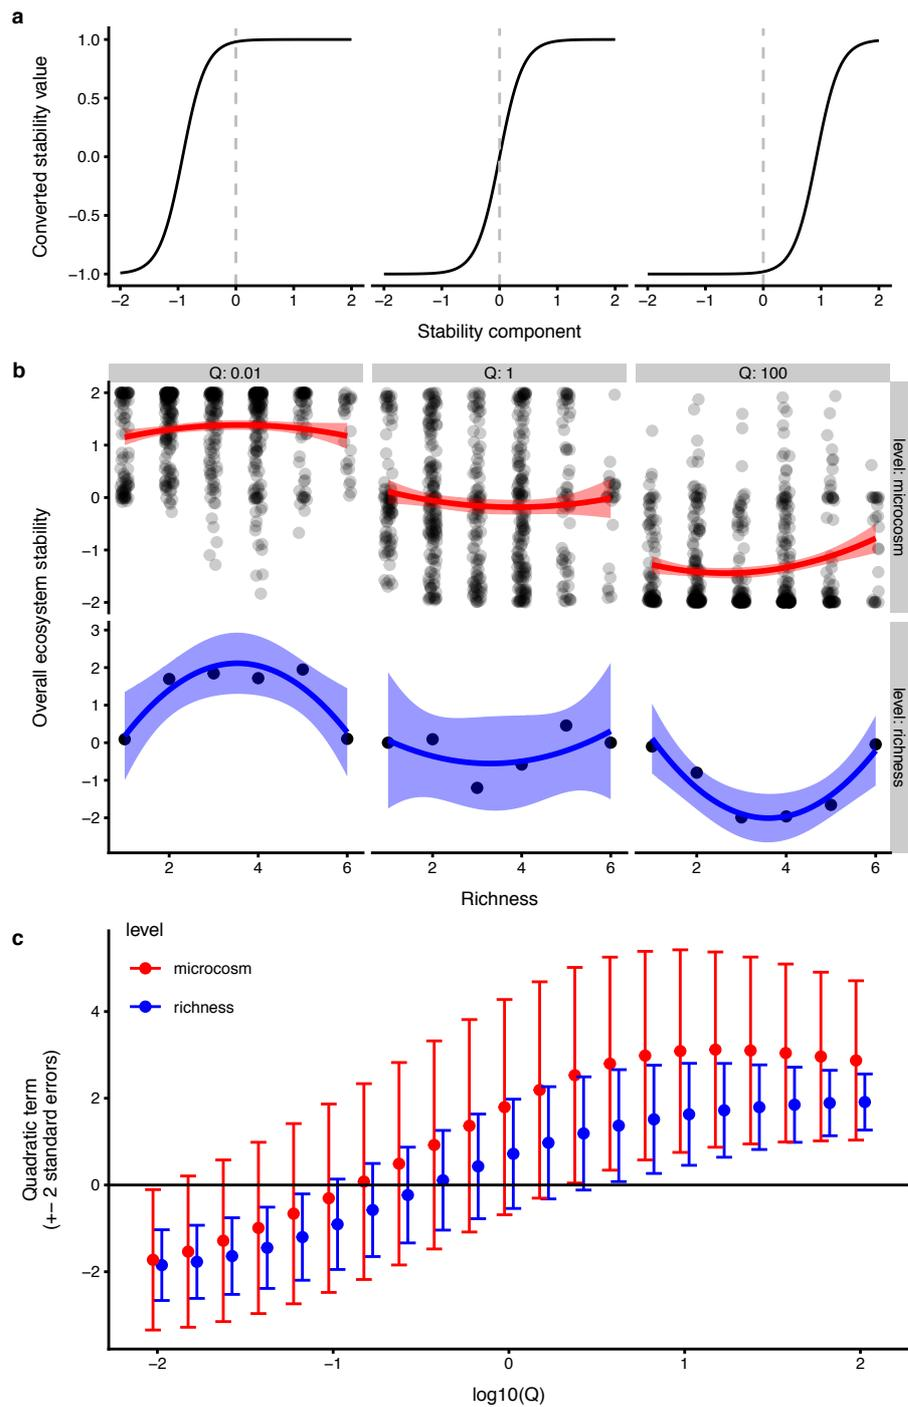 a
Converted stability value
1.0
0.5
0.0
−0.5
−1.0
−2 −1 0 1 2 −2 −1 0 1 2 −2 −1 0 1 2
Stability component
b
Q: 0.01 Q: 1 Q: 100
Overall ecosystem stability
2
1
0
−1
−2
level: microcosm
3
2
1
0
−1
−2
level: richness
2 4 6 2 4 6 2 4 6
Richness
c
level
microcosm
richness
Quadratic term
(+− 2 standard errors)
4
2
0
−2
−2 −1 0 1 2
log10(Q)